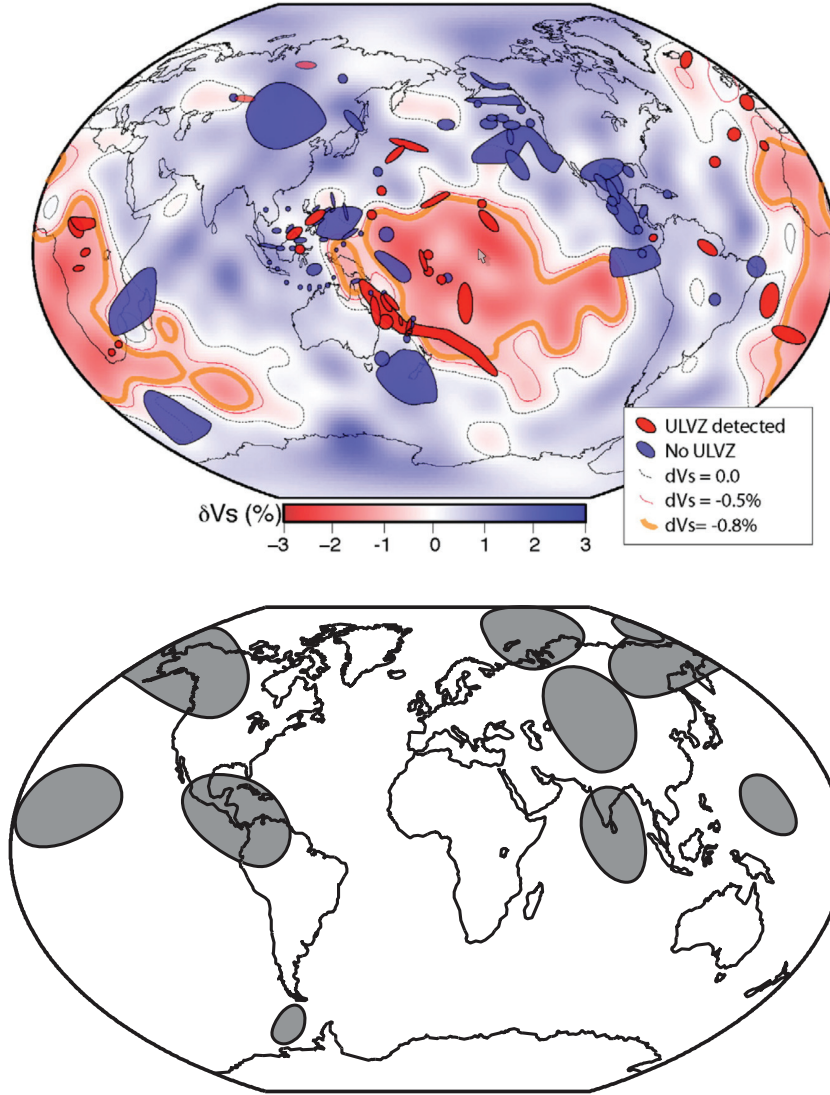 ULVZ detected
No ULVZ
dVs = 0.0
dVs = -0.5%
dVs= -0.8%
δVs (%)
–3 –2 -1 0 1 2 3